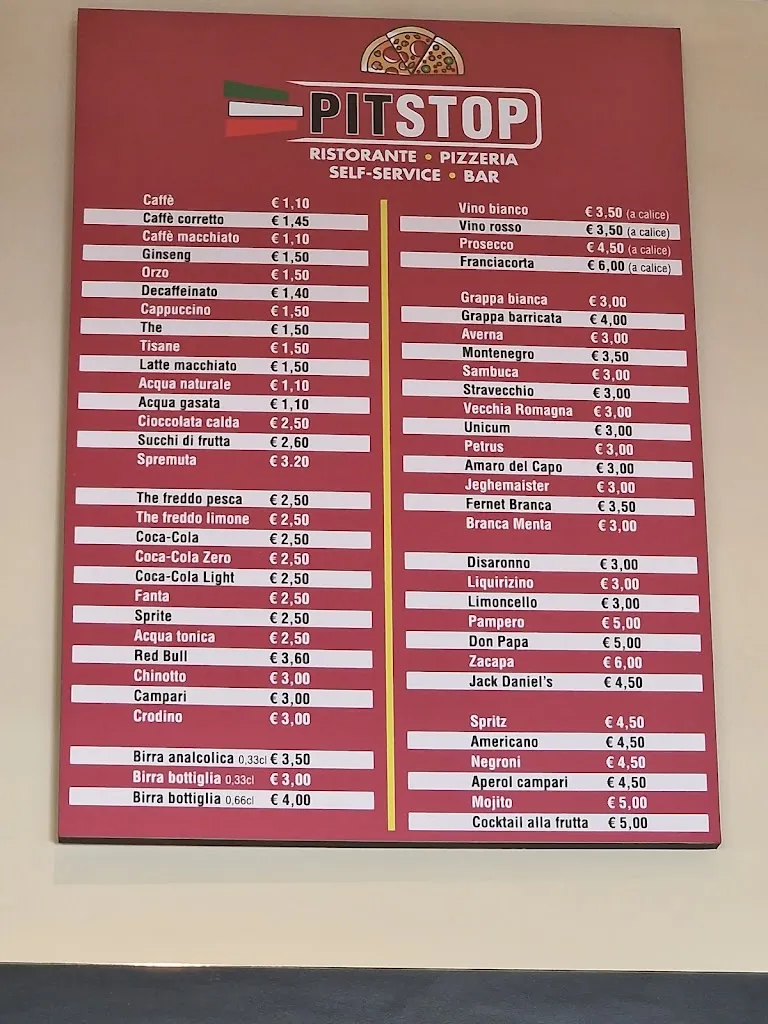 PITSTOP
RISTORANTE • PIZZERIA
SELF-SERVICE • BAR
Caffè € 1,10
Caffè corretto € 1,45
Caffè macchiato € 1,10
Ginseng € 1,50
Orzo € 1,50
Decaffeinato € 1,40
Cappuccino € 1,50
The € 1,50
Tisane € 1,50
Latte macchiato € 1,50
Acqua naturale € 1,10
Acqua gasata € 1,10
Cioccolata calda € 2,50
Succhi di frutta € 2,60
Spremuta € 3.20
The freddo pesca € 2,50
The freddo limone € 2,50
Coca-Cola € 2,50
Coca-Cola Zero € 2,50
Coca-Cola Light € 2,50
Fanta € 2,50
Sprite € 2,50
Acqua tonica € 2,50
Red Bull € 3,60
Chinotto € 3,00
Campari € 3,00
Crodino € 3,00
Birra analcolica 0,33cl € 3,50
Birra bottiglia 0,33cl € 3,00
Birra bottiglia 0,66cl € 4,00
Vino bianco € 3,50 (a calice)
Vino rosso € 3,50 (a calice)
Prosecco € 4,50 (a calice)
Franciacorta € 6,00 (a calice)
Grappa bianca € 3,00
Grappa barricata € 4,00
Averna € 3,00
Montenegro € 3,50
Sambuca € 3,00
Stravecchio € 3,00
Vecchia Romagna € 3,00
Unicum € 3,00
Petrus € 3,00
Amaro del Capo € 3,00
Jeghemaister € 3,00
Fernet Branca € 3,50
Branca Menta € 3,00
Disaronno € 3,00
Liquirizino € 3,00
Limoncello € 3,00
Pampero € 5,00
Don Papa € 5,00
Zacapa € 6,00
Jack Daniel's € 4,50
Spritz € 4,50
Americano € 4,50
Negroni € 4,50
Aperol campari € 4,50
Mojito € 5,00
Cocktail alla frutta € 5,00